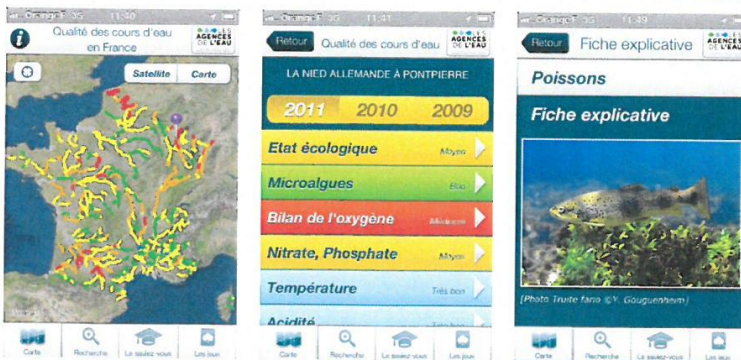 Orange F 3G 11:40
Qualité des cours d'eau
en France
AGENCES
DE L'EAU
Satellite Carte
Carte Recherche Le saviez-vous Les jeux
Orange F 3G 11:41
Retour Qualité des cours d'eau
AGENCES
DE L'EAU
LA NIED ALLEMANDE À PONTPIERRE
2011 2010 2009
Etat écologique Moyen
Microalgues Bon
Bilan de l'oxygène Médiocre
Nitrate, Phosphate Moyen
Température Très bon
Acidité Très bon
Carte Recherche Le saviez-vous Les jeux
Orange F 3G 11:49
Retour Fiche explicative
AGENCES
DE L'EAU
Poissons
Fiche explicative
[Photo Truite fario ©Y. Gouguenheim]
Carte Recherche Le saviez-vous Les jeux